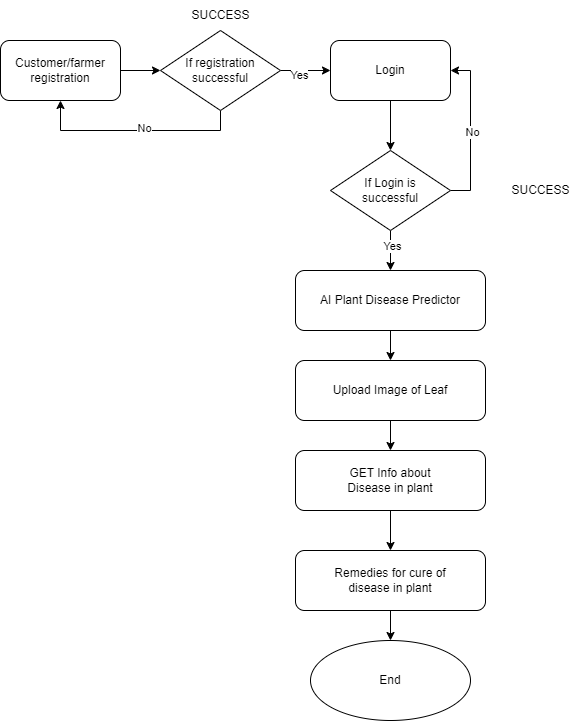 SUCCESS
Customer/farmer
registration
If registration
successful
Yes
Login
No
No
If Login is
successful
SUCCESS
Yes
AI Plant Disease Predictor
Upload Image of Leaf
GET Info about
Disease in plant
Remedies for cure of
disease in plant
End